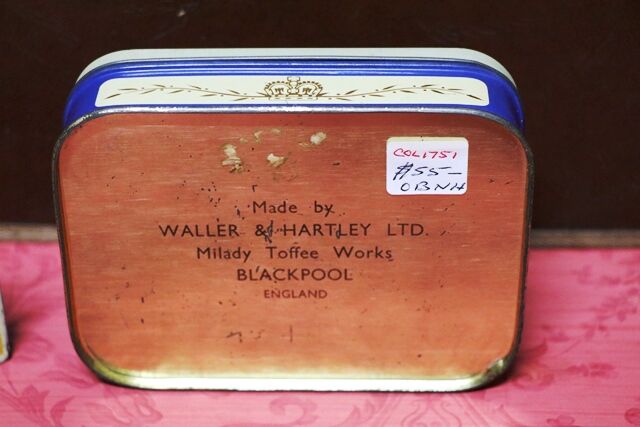 COL1751
$55-
OBNH
Made by
WALLER & HARTLEY LTD.
Milady Toffee Works
BLACKPOOL
ENGLAND